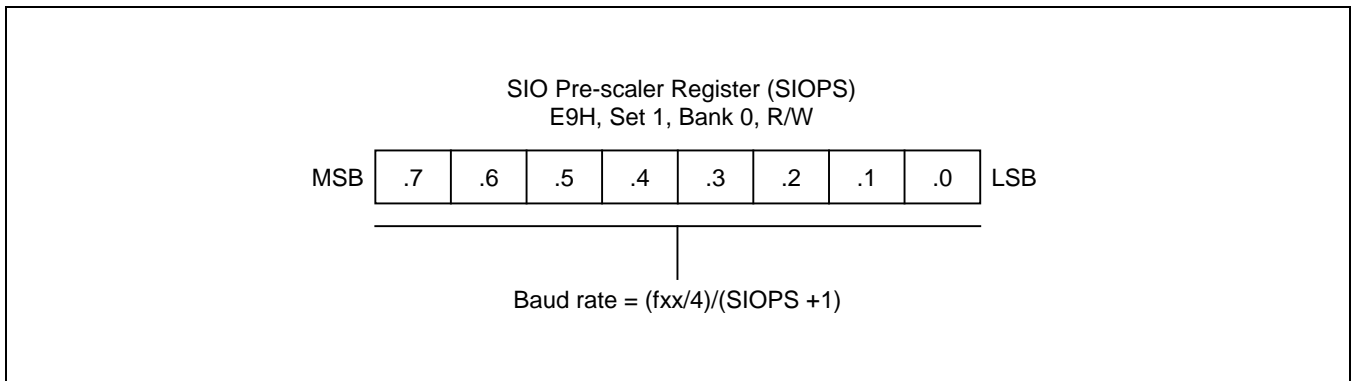 SIO Pre-scaler Register (SIOPS)
E9H, Set 1, Bank 0, R/W
MSB .7 .6 .5 .4 .3 .2 .1 .0 LSB
Baud rate = (fxx/4)/(SIOPS +1)